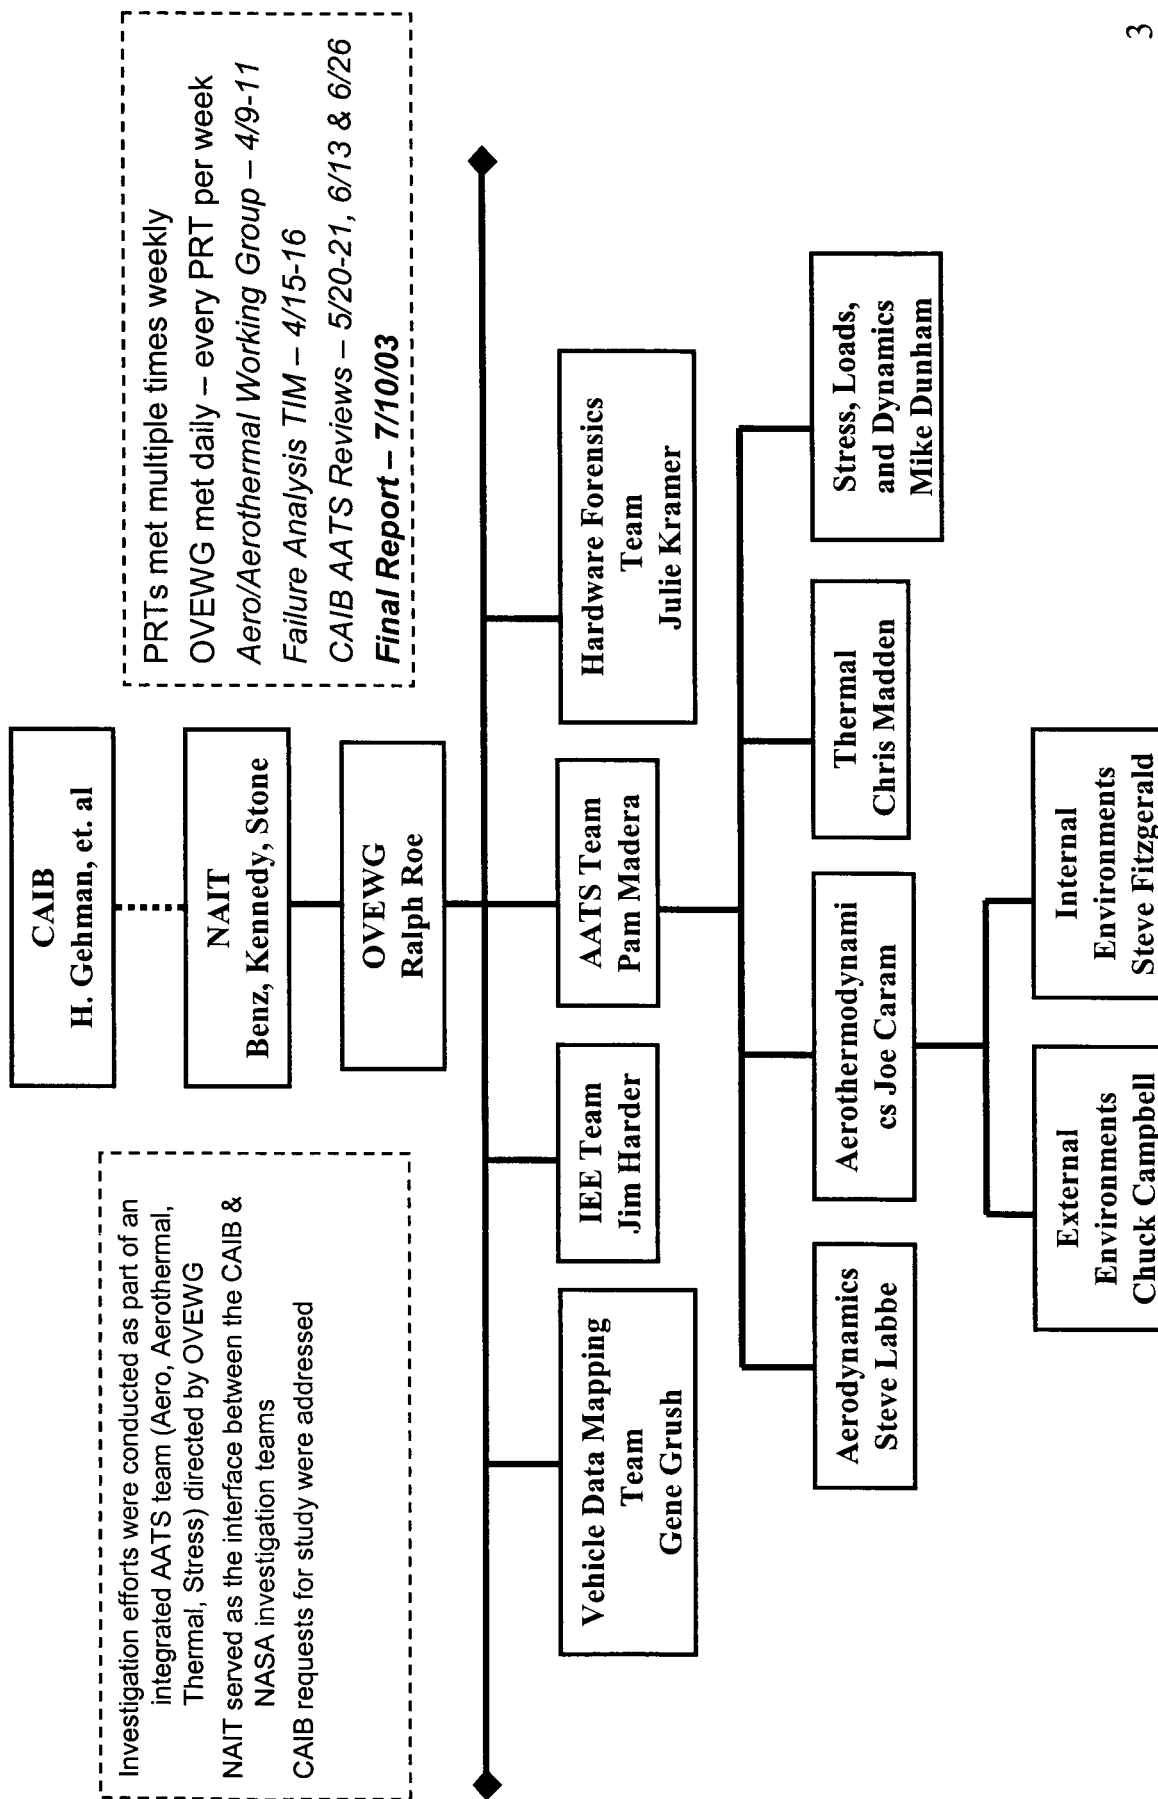 CAIB
H. Gehman, et. al
NAIT
Benz, Kennedy, Stone
OVEWG
Ralph Roe
Investigation efforts were conducted as part of an
integrated AATS team (Aero, Aerothermal,
Thermal, Stress) directed by OVEWG
NAIT served as the interface between the CAIB &
NASA investigation teams
CAIB requests for study were addressed
PRTs met multiple times weekly
OVEWG met daily – every PRT per week
Aero/Aerothermal Working Group – 4/9-11
Failure Analysis TIM – 4/15-16
CAIB AATS Reviews – 5/20-21, 6/13 & 6/26
Final Report – 7/10/03
Vehicle Data Mapping
Team
Gene Grush
IEE Team
Jim Harder
AATS Team
Pam Madera
Hardware Forensics
Team
Julie Kramer
Aerodynamics
Steve Labbe
Aerothermodynami
cs Joe Caram
Thermal
Chris Madden
Stress, Loads,
and Dynamics
Mike Dunham
External
Environments
Chuck Campbell
Internal
Environments
Steve Fitzgerald
3